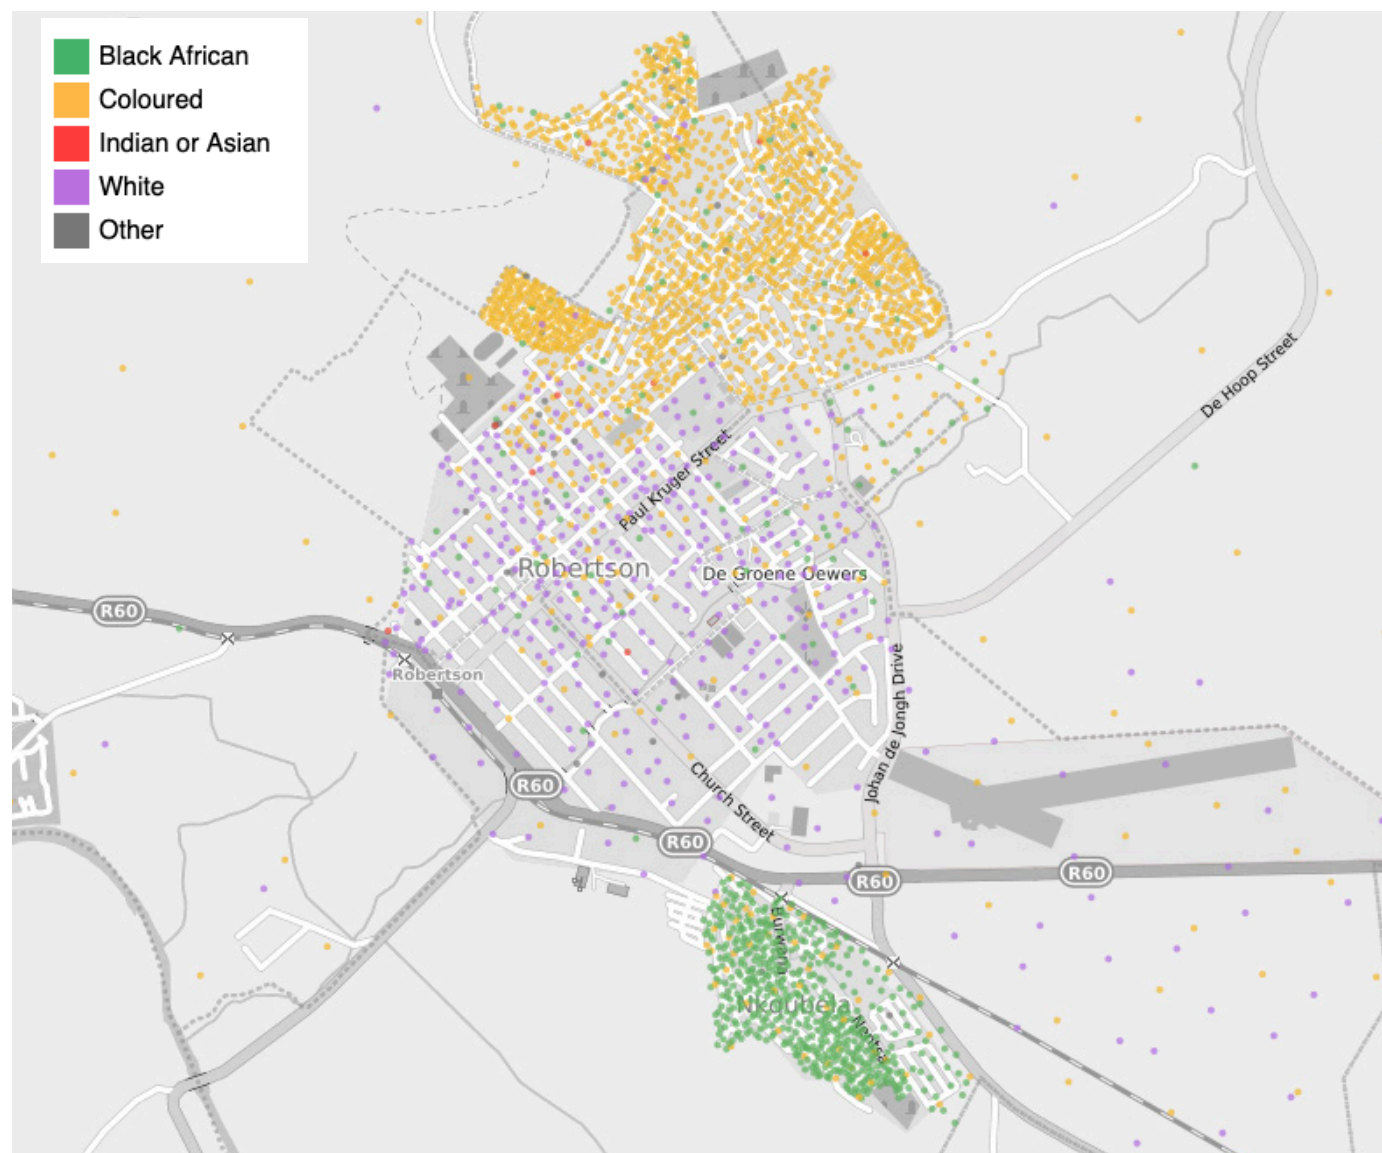 Black African
Coloured
Indian or Asian
White
Other
De Hoop Street
Paul Kruger Street
Robertson
De Groene Oewers
R60
Robertson
Johan de Jongh Drive
R60
Church Street
R60
R60
R60
Nkqubela